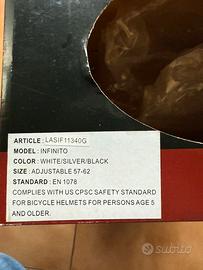 ARTICLE: LASIF11340G
MODEL: INFINITO
COLOR: WHITE/SILVER/BLACK
SIZE: ADJUSTABLE 57-62
STANDARD: EN 1078
COMPLIES WITH US CPSC SAFETY STANDARD
FOR BICYCLE HELMETS FOR PERSONS AGE 5
AND OLDER.
subito